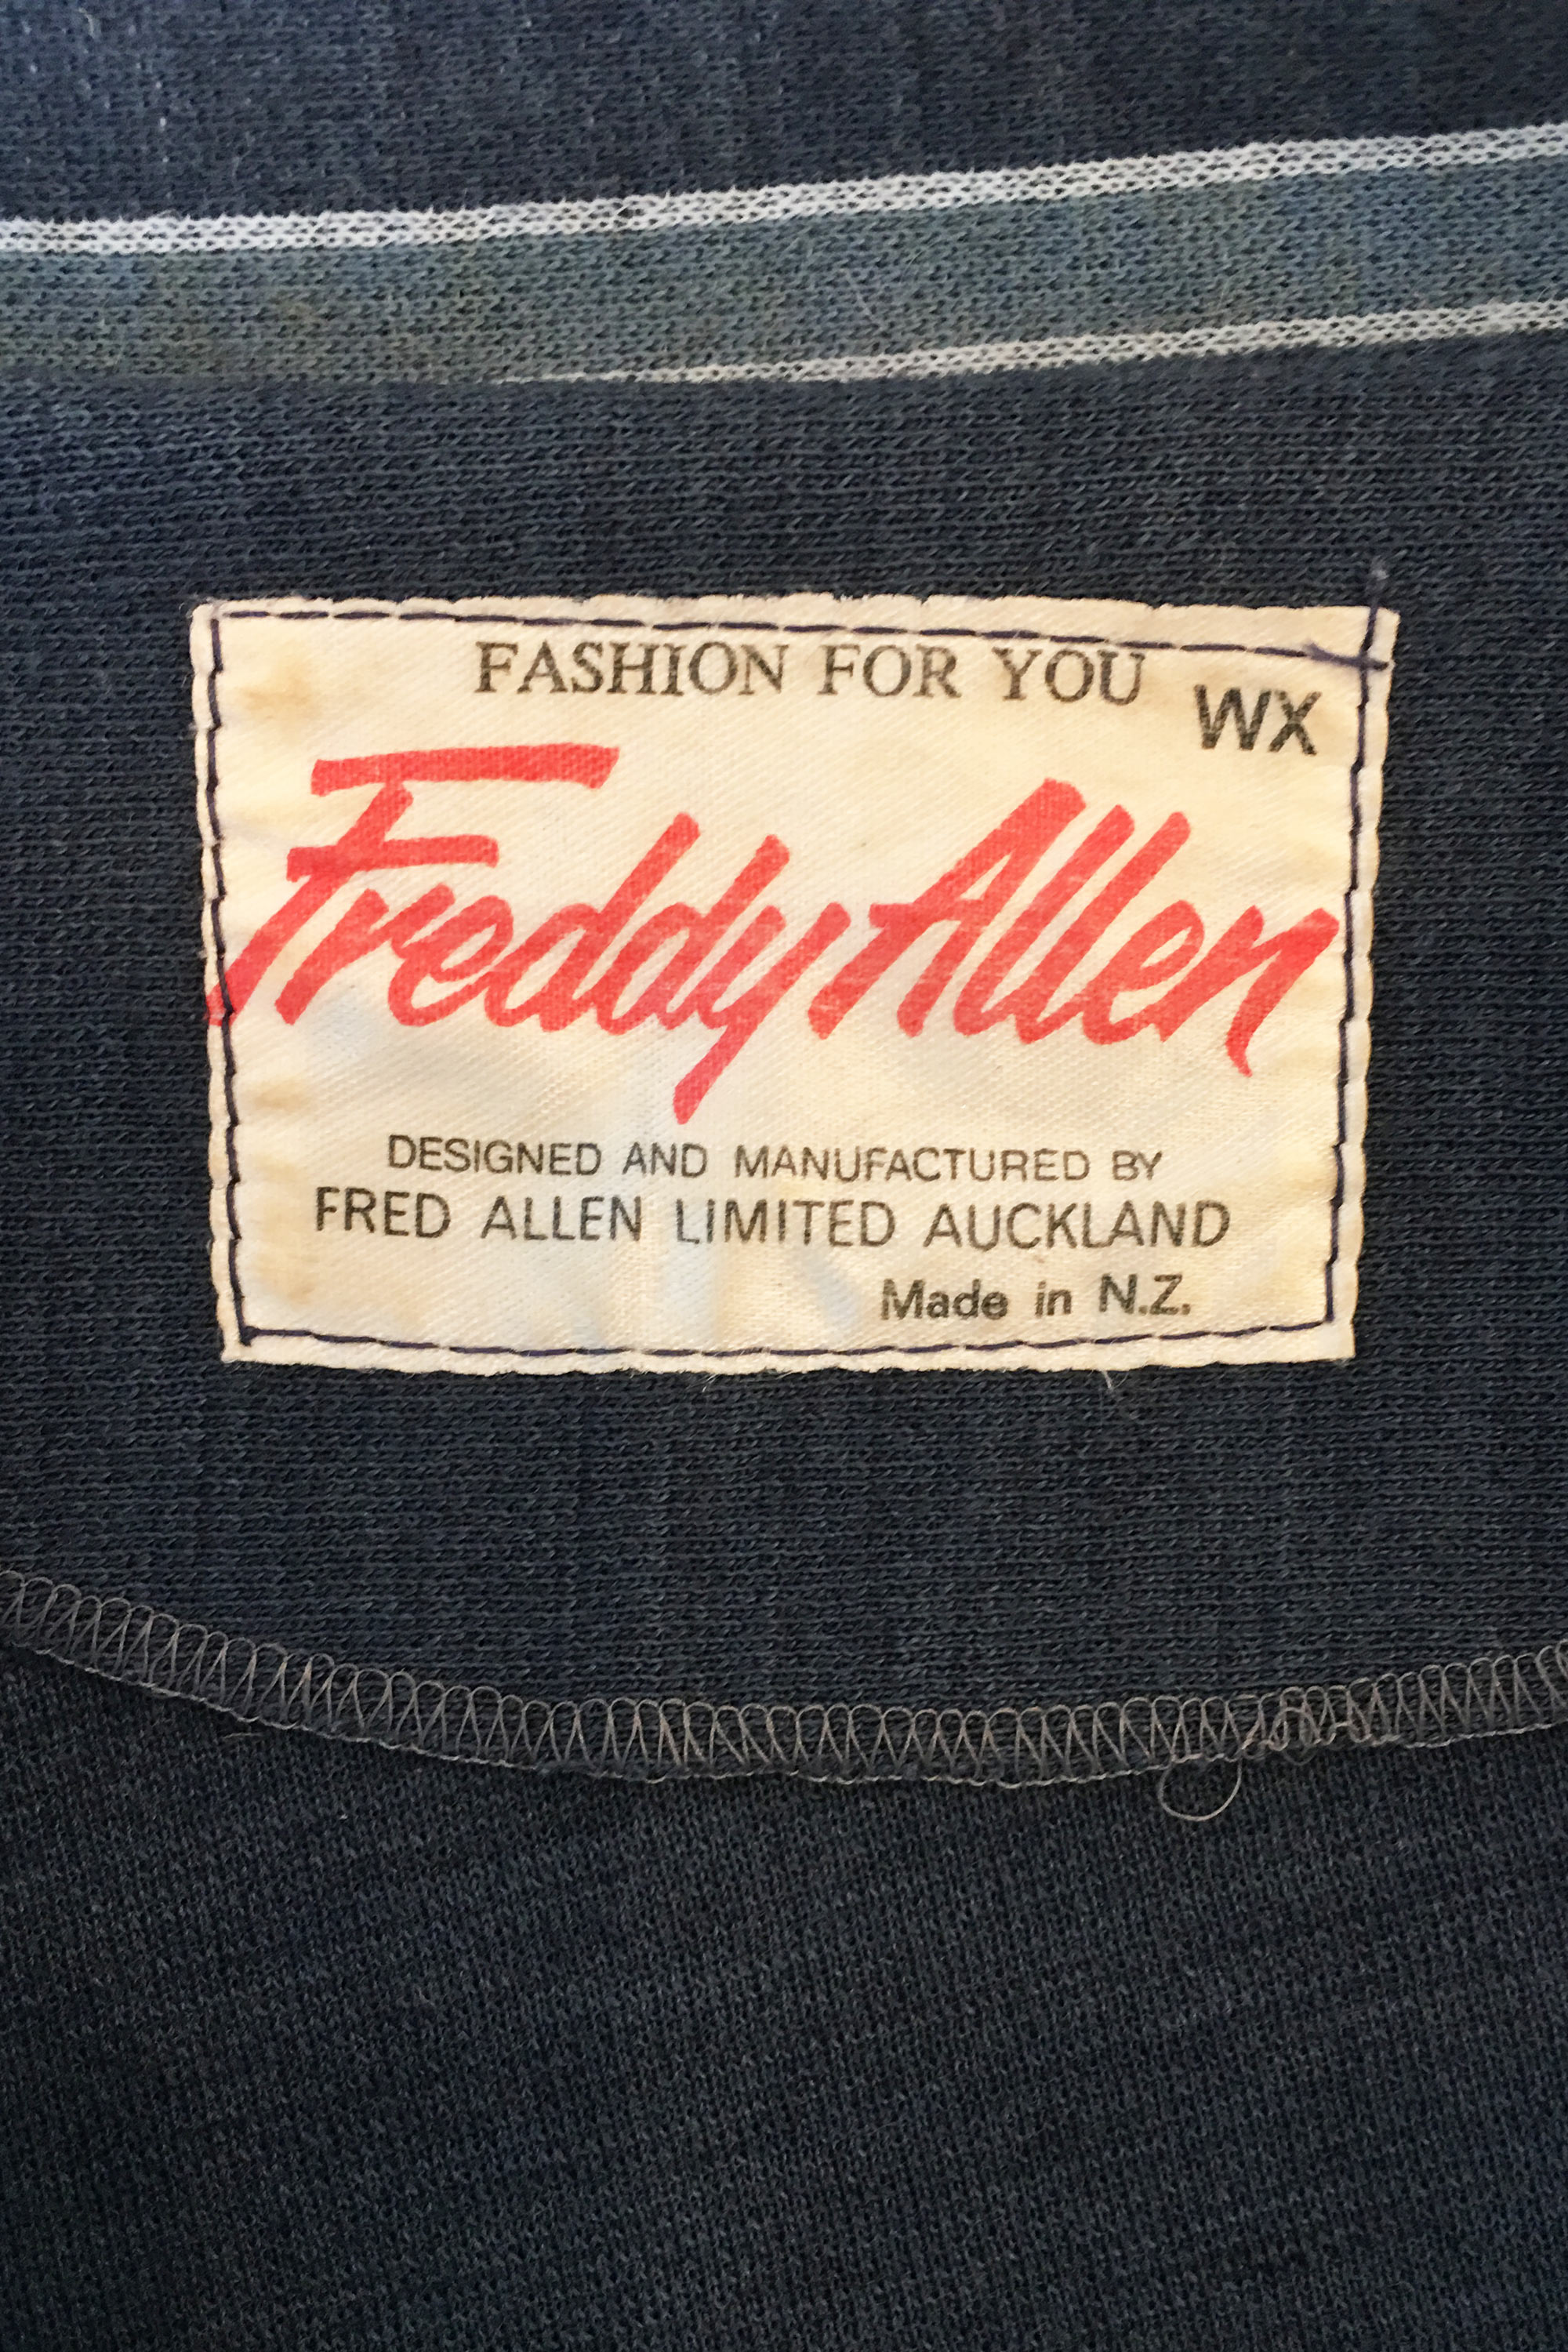 FASHION FOR YOU
WX
Freddy Allen
DESIGNED AND MANUFACTURED BY
FRED ALLEN LIMITED AUCKLAND
Made in N.Z.